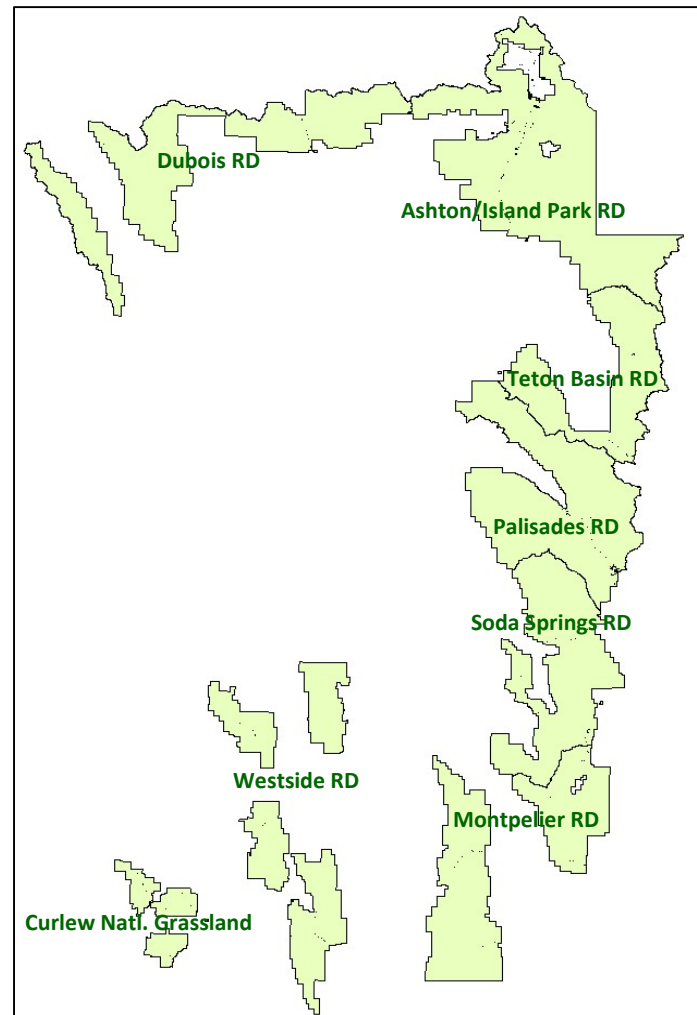 Dubois RD
Ashton/Island Park RD
Teton Basin RD
Palisades RD
Soda Springs RD
Westside RD
Montpelier RD
Curlew Natl. Grassland